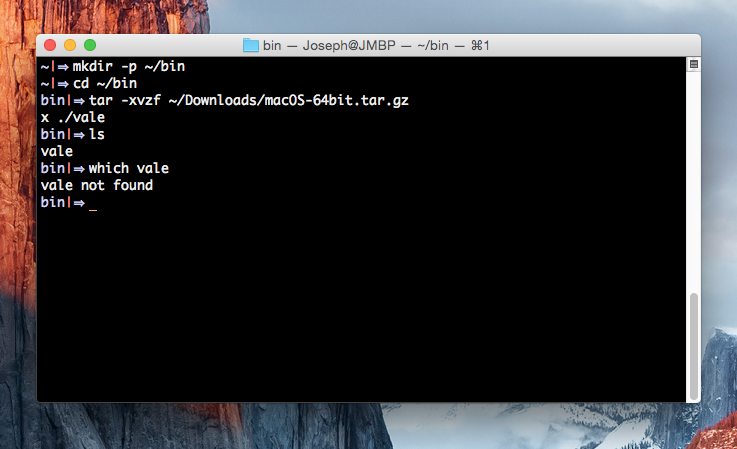 bin — Joseph@JMBP — ~/bin — ⌘1
~|⇒ mkdir -p ~/bin
~|⇒ cd ~/bin
bin|⇒ tar -xvzf ~/Downloads/macOS-64bit.tar.gz
x ./vale
bin|⇒ ls
vale
bin|⇒ which vale
vale not found
bin|⇒ _